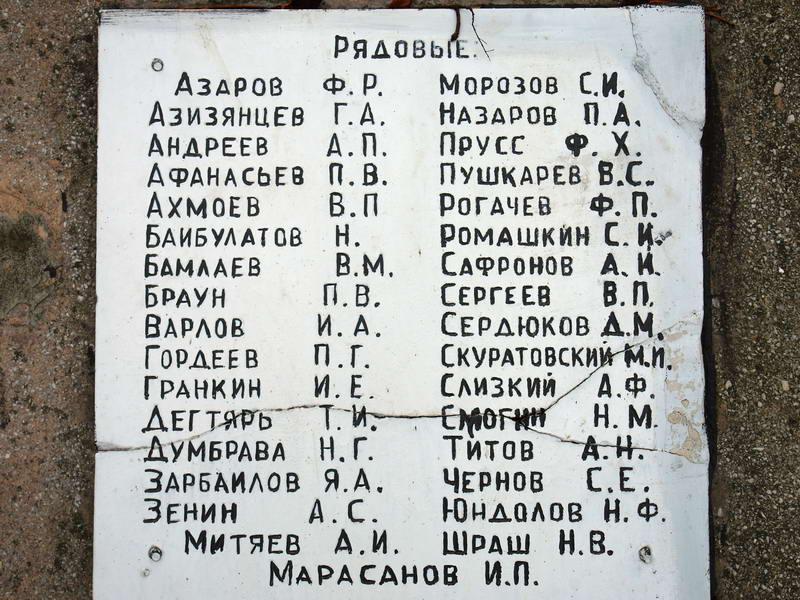 РЯДОВЫЕ:
АЗАРОВ Ф.Р. МОРОЗОВ С.И.
АЗИЗЯНЦЕВ Г.А. НАЗАРОВ П.А.
АНДРЕЕВ А.П. ПРУСС Ф.Х.
АФАНАСЬЕВ П.В. ПУШКАРЕВ В.С.
АХМОЕВ В.П РОГАЧЕВ Ф.П.
БАИБУЛАТОВ Н. РОМАШКИН С.И.
БАМЛАЕВ В.М. САФРОНОВ А.И.
БРАУН П.В. СЕРГЕЕВ В.П.
ВАРЛОВ И.А. СЕРДЮКОВ Д.М.
ГОРДЕЕВ П.Г. СКУРАТОВСКИЙ М.И.
ГРАНКИН И.Е. СЛИЗКИЙ А.Ф.
ДЕГТЯРЬ Т.И. СМОГИН Н.М.
ДУМБРАВА Н.Г. ТИТОВ А.Н.
ЗАРБАИЛОВ Я.А. ЧЕРНОВ С.Е.
ЗЕНИН А.С. ЮНДОЛОВ Н.Ф.
МИТЯЕВ А.И. ШРАШ Н.В.
МАРАСАНОВ И.П.